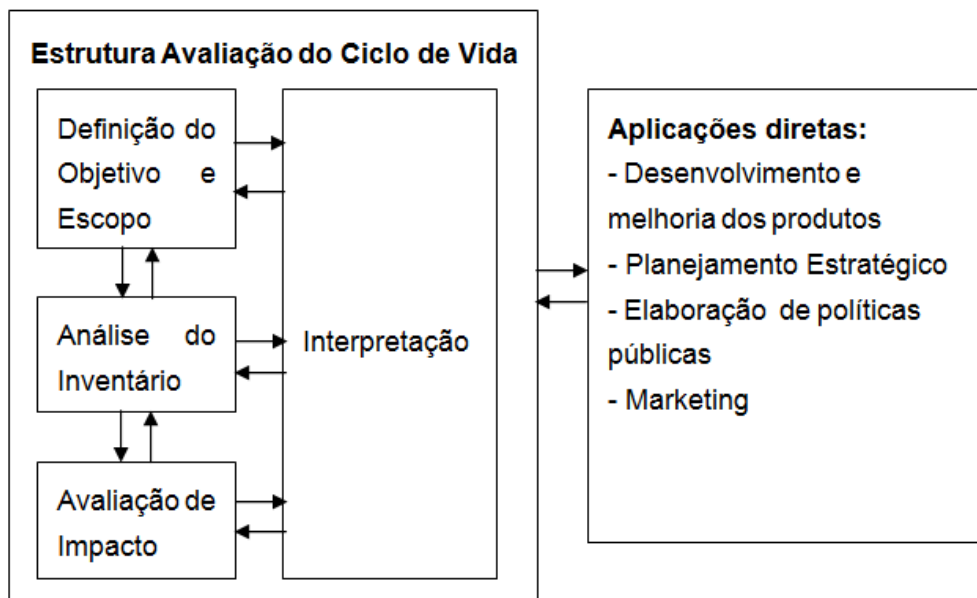 Estrutura Avaliação do Ciclo de Vida
Definição do
Objetivo e
Escopo
Análise do
Inventário
Avaliação de
Impacto
Interpretação
Aplicações diretas:
- Desenvolvimento e
melhoria dos produtos
- Planejamento Estratégico
- Elaboração de políticas
públicas
- Marketing